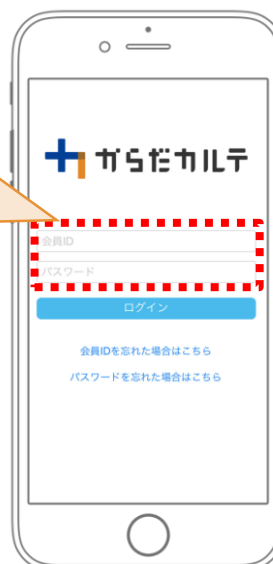 からだカルテ
会員ID
パスワード
ログイン
会員IDを忘れた場合はこちら
パスワードを忘れた場合はこちら